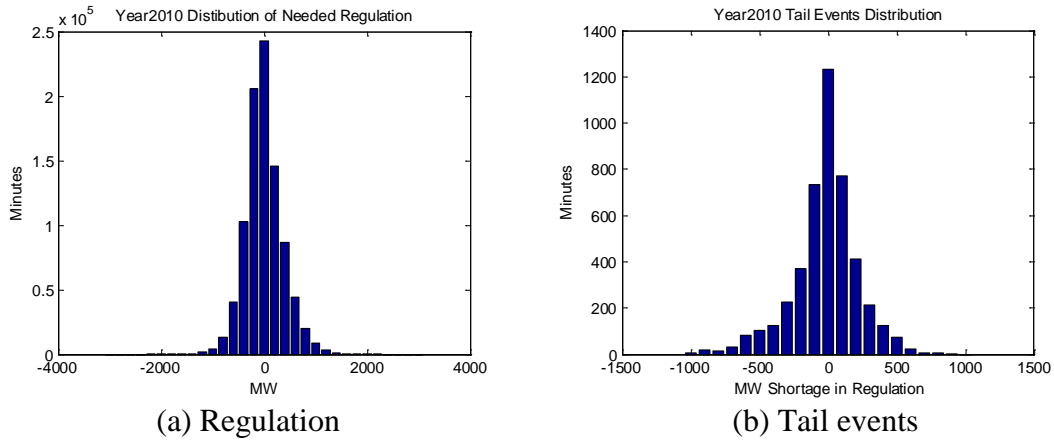 Year2010 Distibution of Needed Regulation
x 10^5
2.5
2
1.5
1
0.5
0
Minutes
-4000 -2000 0 2000 4000
MW
(a) Regulation
Year2010 Tail Events Distribution
1400
1200
1000
800
600
400
200
0
Minutes
-1500 -1000 -500 0 500 1000 1500
MW Shortage in Regulation
(b) Tail events